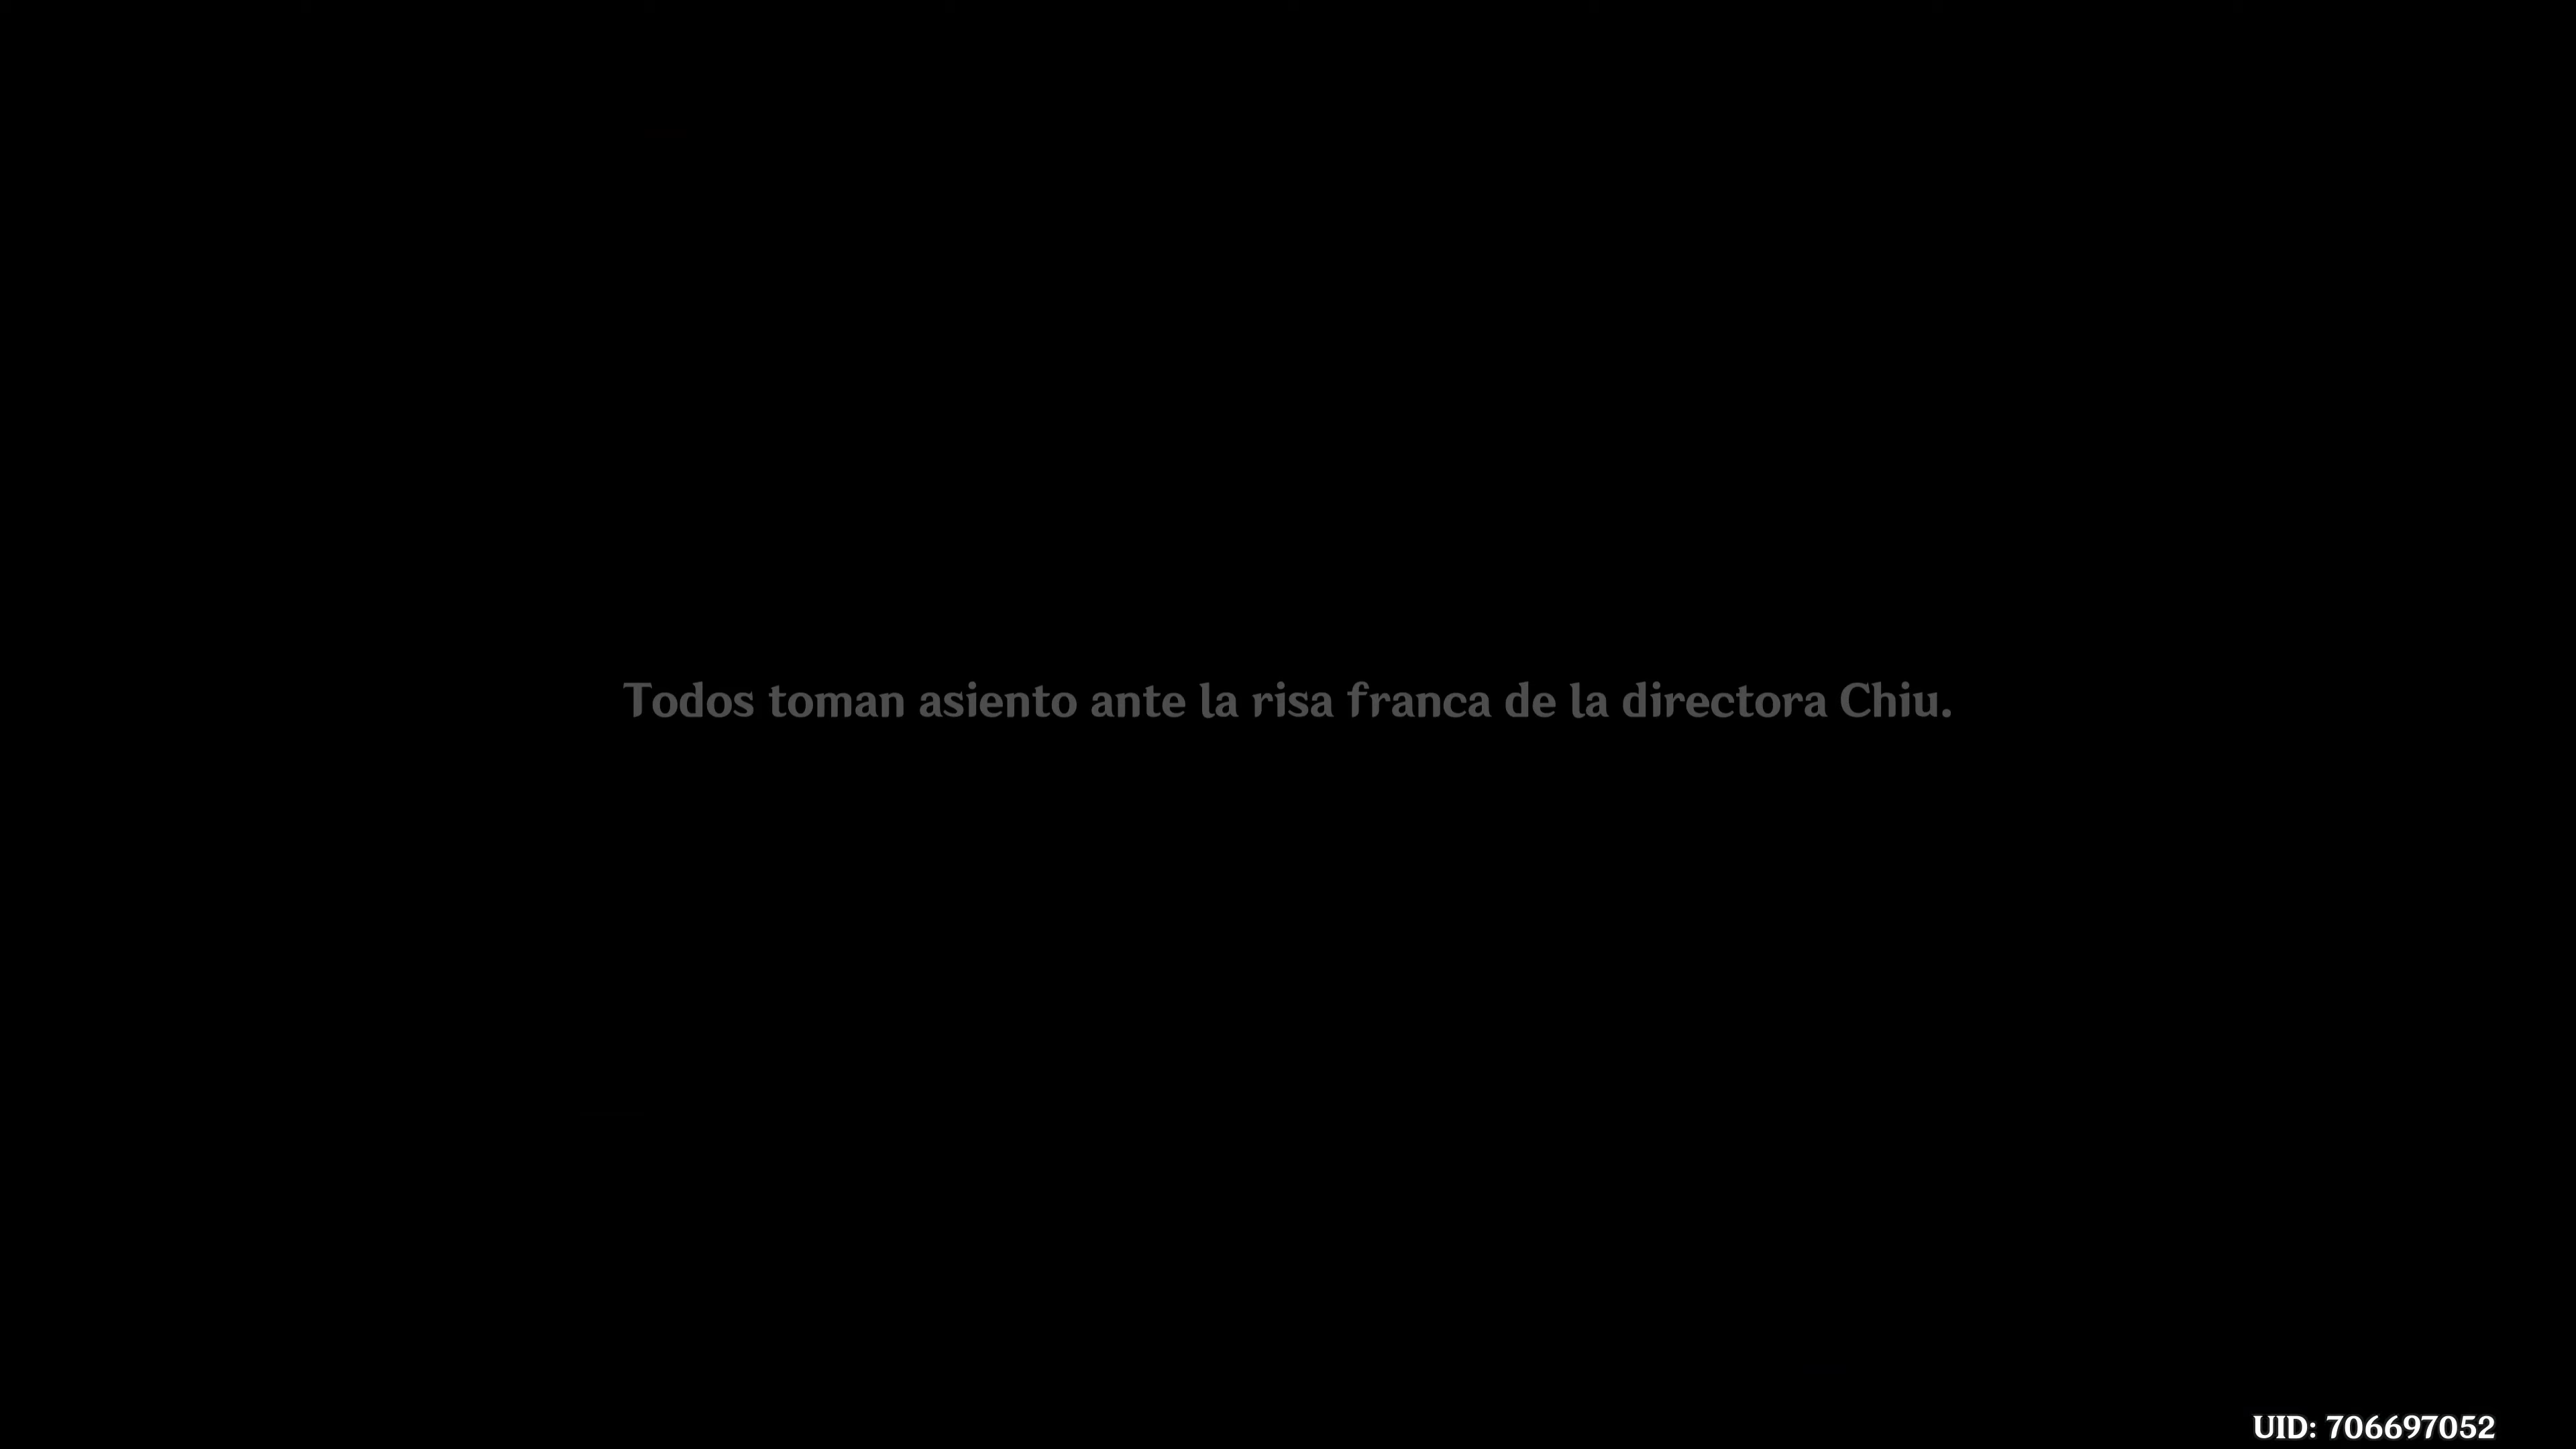 Todos toman asiento ante la risa franca de la directora Chiu.
UID: 706697052